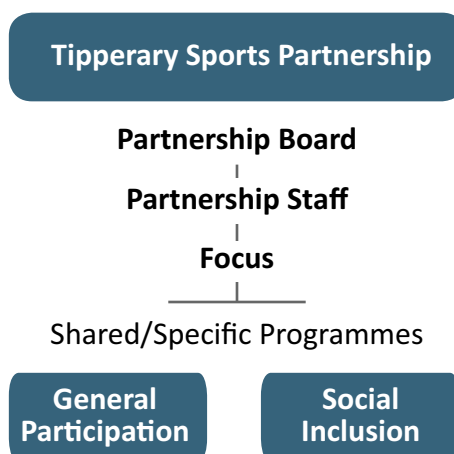 Tipperary Sports Partnership
Partnership Board
Partnership Staff
Focus
Shared/Specific Programmes
General
Participation
Social
Inclusion